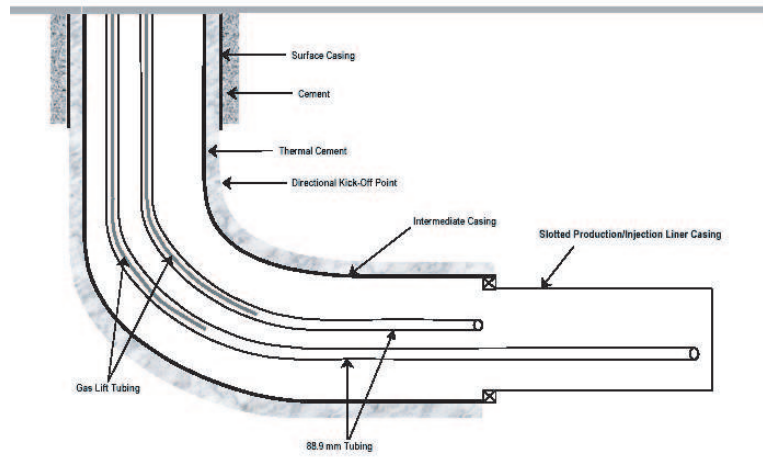 Surface Casing
Cement
Thermal Cement
Directional Kick-Off Point
Intermediate Casing
Slotted Production/Injection Liner Casing
Gas Lift Tubing
88.9 mm Tubing